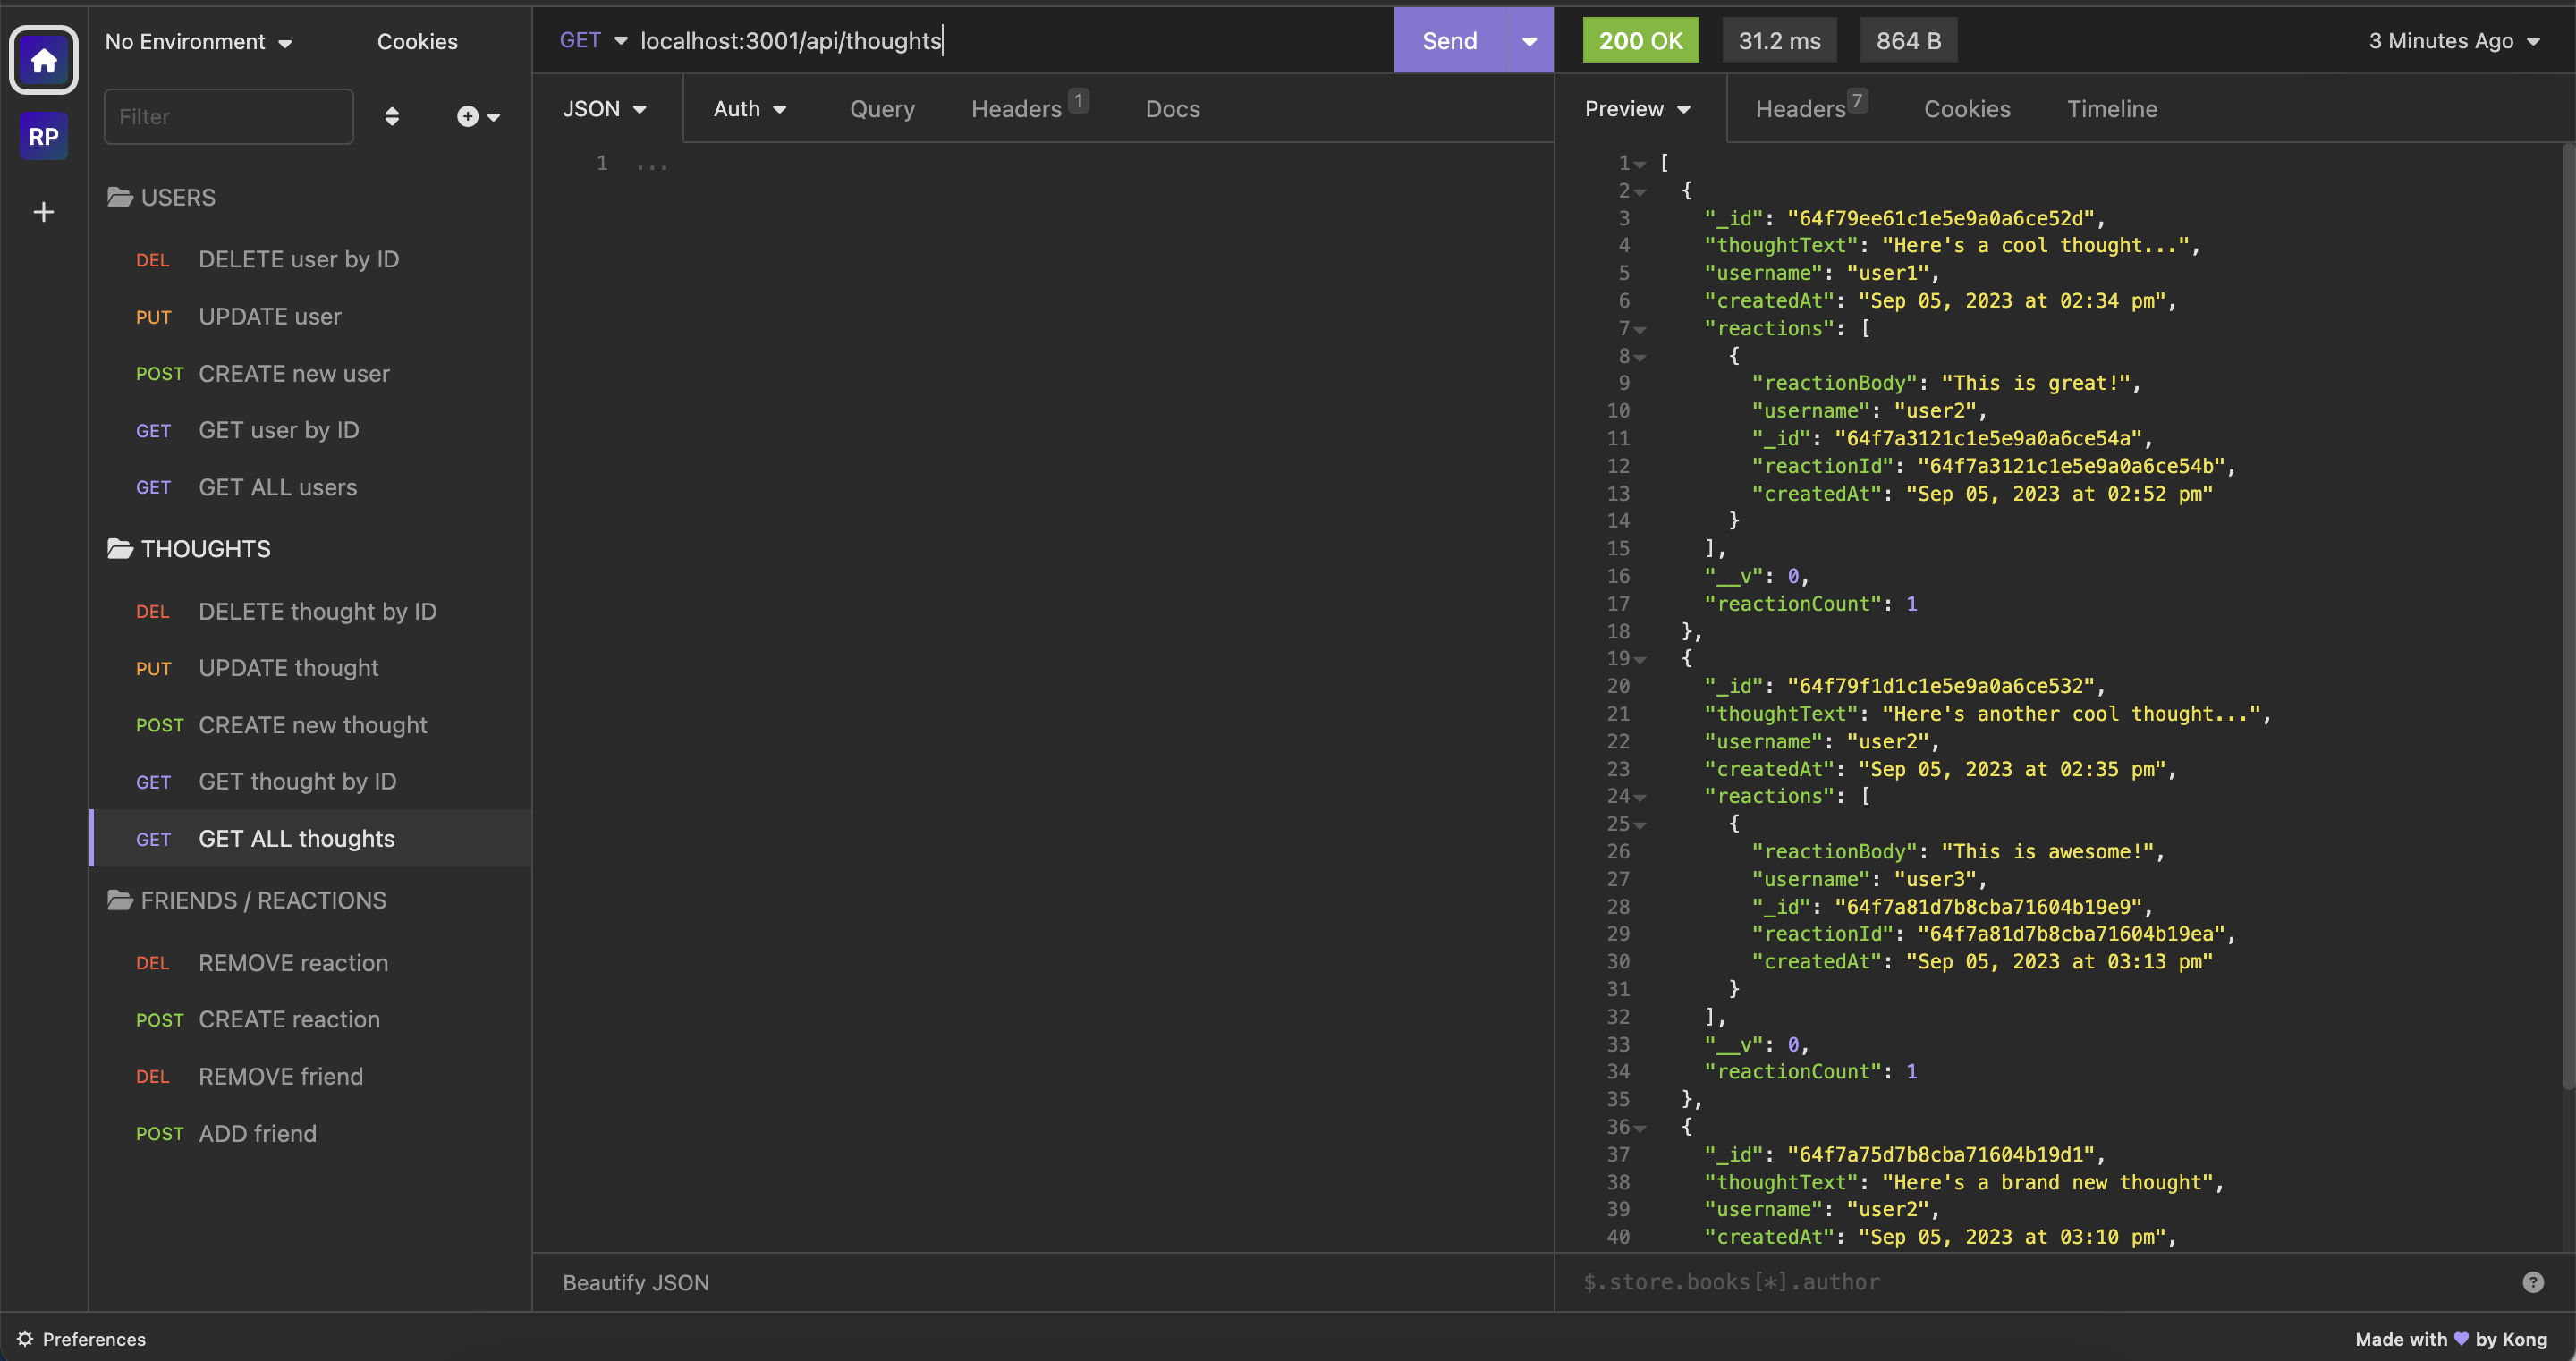 No Environment
Cookies
Filter
RP
USERS
DEL DELETE user by ID
PUT UPDATE user
POST CREATE new user
GET GET user by ID
GET GET ALL users
THOUGHTS
DEL DELETE thought by ID
PUT UPDATE thought
POST CREATE new thought
GET GET thought by ID
GET GET ALL thoughts
FRIENDS / REACTIONS
DEL REMOVE reaction
POST CREATE reaction
DEL REMOVE friend
POST ADD friend
GET localhost:3001/api/thoughts
Send
JSON Auth Query Headers 1 Docs
1 ...
Beautify JSON
200 OK 31.2 ms 864 B 3 Minutes Ago
Preview Headers 7 Cookies Timeline
1 [
2 {
3 "_id": "64f79ee61c1e5e9a0a6ce52d",
4 "thoughtText": "Here's a cool thought...",
5 "username": "user1",
6 "createdAt": "Sep 05, 2023 at 02:34 pm",
7 "reactions": [
8 {
9 "reactionBody": "This is great!",
10 "username": "user2",
11 "_id": "64f7a3121c1e5e9a0a6ce54a",
12 "reactionId": "64f7a3121c1e5e9a0a6ce54b",
13 "createdAt": "Sep 05, 2023 at 02:52 pm"
14 }
15 ],
16 "__v": 0,
17 "reactionCount": 1
18 },
19 {
20 "_id": "64f79f1d1c1e5e9a0a6ce532",
21 "thoughtText": "Here's another cool thought...",
22 "username": "user2",
23 "createdAt": "Sep 05, 2023 at 02:35 pm",
24 "reactions": [
25 {
26 "reactionBody": "This is awesome!",
27 "username": "user3",
28 "_id": "64f7a81d7b8cba71604b19e9",
29 "reactionId": "64f7a81d7b8cba71604b19ea",
30 "createdAt": "Sep 05, 2023 at 03:13 pm"
31 }
32 ],
33 "__v": 0,
34 "reactionCount": 1
35 },
36 {
37 "_id": "64f7a75d7b8cba71604b19d1",
38 "thoughtText": "Here's a brand new thought",
39 "username": "user2",
40 "createdAt": "Sep 05, 2023 at 03:10 pm",
$.store.books[*].author
Preferences
Made with 💜 by Kong